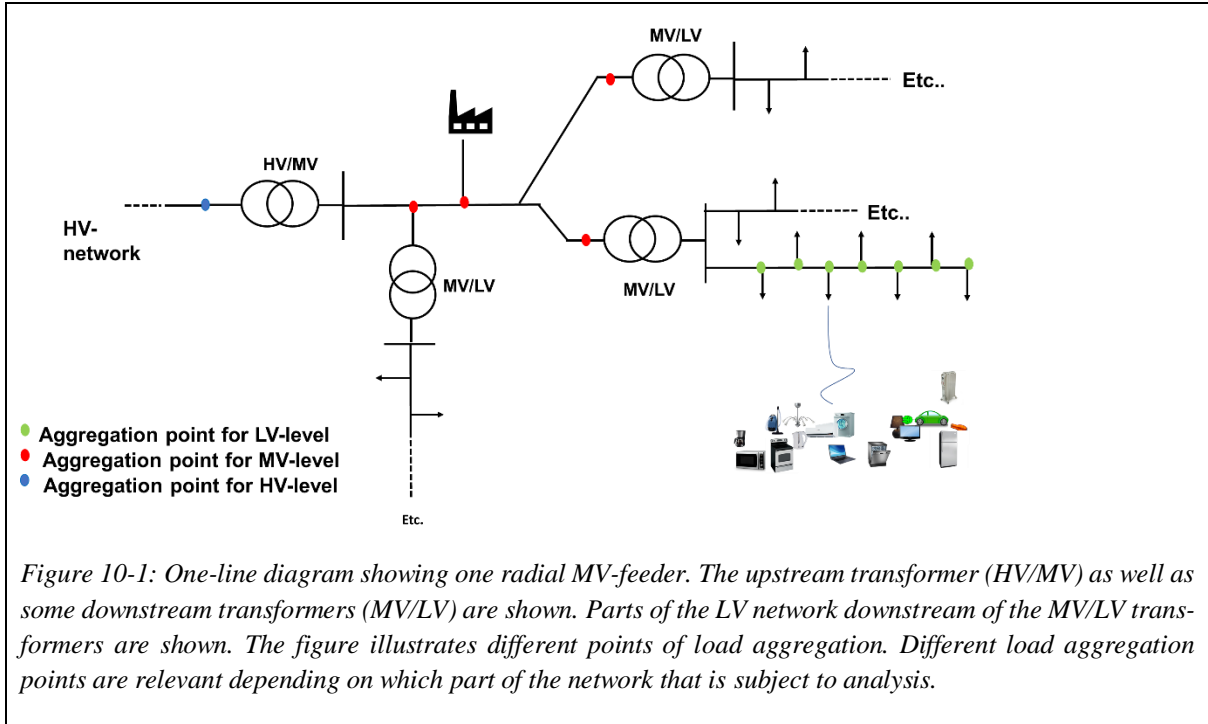 MV/LV
Etc..
HV/MV
HV-
network
Etc..
MV/LV
MV/LV
Aggregation point for LV-level
Aggregation point for MV-level
Aggregation point for HV-level
Etc.
Figure 10-1: One-line diagram showing one radial MV-feeder. The upstream transformer (HV/MV) as well as
some downstream transformers (MV/LV) are shown. Parts of the LV network downstream of the MV/LV trans-
formers are shown. The figure illustrates different points of load aggregation. Different load aggregation
points are relevant depending on which part of the network that is subject to analysis.